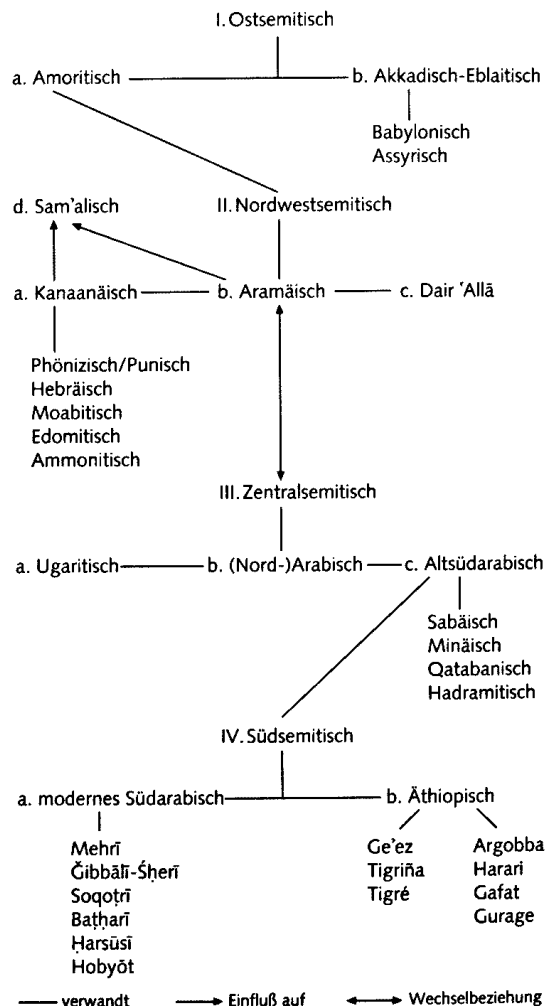 I. Ostsemitisch
a. Amoritisch b. Akkadisch-Eblaitisch
Babylonisch
Assyrisch
d. Sam'alisch II. Nordwestsemitisch
a. Kanaanäisch b. Aramäisch c. Dair 'Allā
Phönizisch/Punisch
Hebräisch
Moabitisch
Edomitisch
Ammonitisch
III. Zentralsemitisch
a. Ugaritisch b. (Nord-)Arabisch c. Altsüdarabisch
Sabäisch
Minäisch
Qatabanisch
Hadramitisch
IV. Südsemitisch
a. modernes Südarabisch b. Äthiopisch
Mehrī
Ǧibbālī-Śḥerī
Soqoṭrī
Baṭḥarī
Ḥarsūsī
Hobyōt
Ge'ez
Tigriña
Tigré
Argobba
Harari
Gafat
Gurage
verwandt Einfluß auf Wechselbeziehung